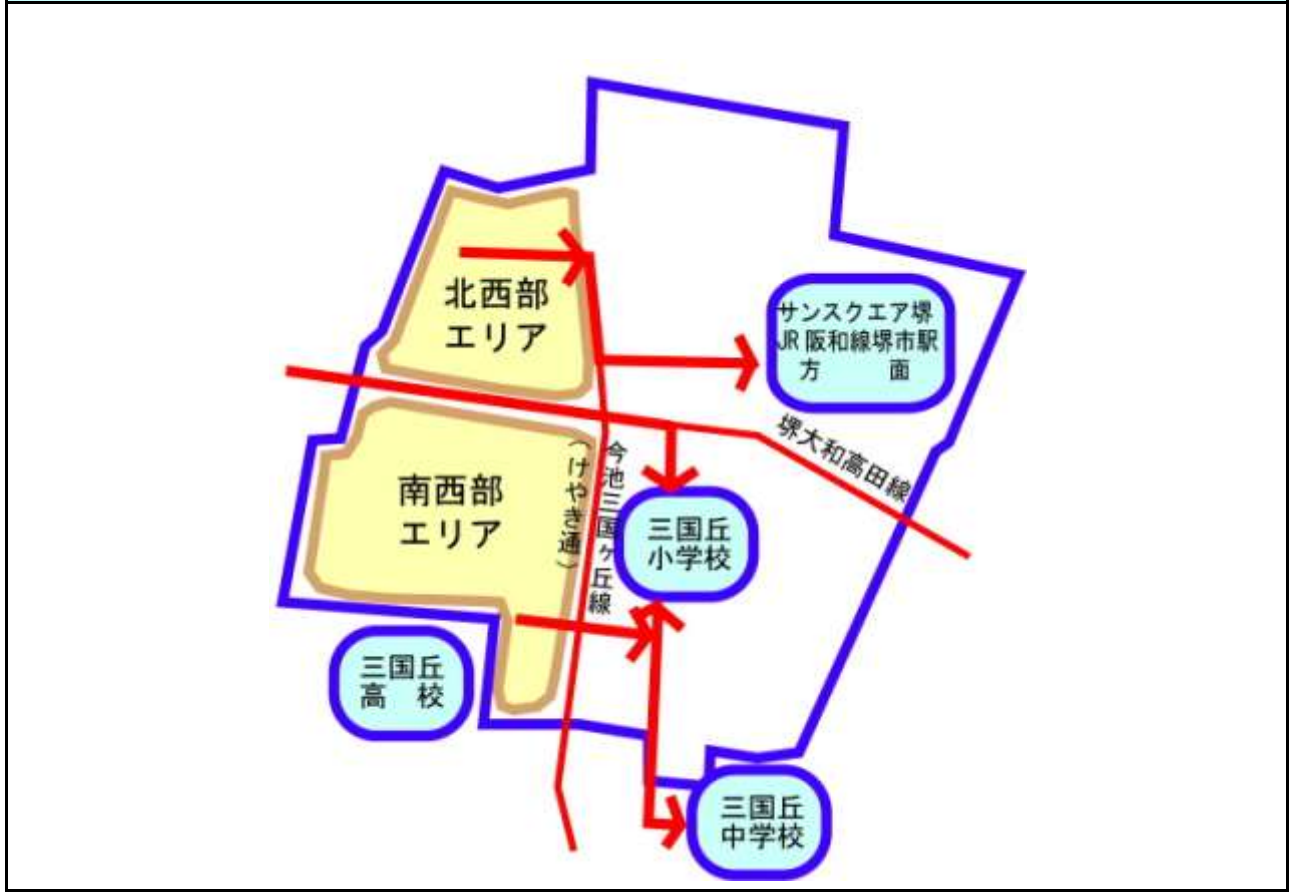 北西部
エリア
サンスクエア堺
JR阪和線堺市駅
方　面
堺大和高田線
南西部
エリア
今池三国ヶ丘線
（けやき通）
三国丘
小学校
三国丘
高　校
三国丘
中学校